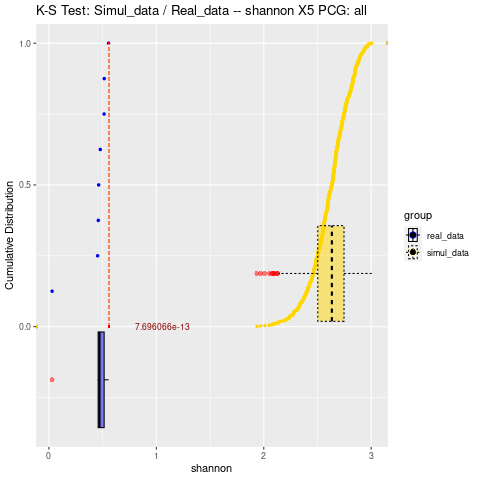 K-S Test: Simul_data / Real_data -- shannon X5 PCG: all
Cumulative Distribution
1.0
0.5
0.0
7.696066e-13
0
1
2
3
shannon
group
real_data
simul_data